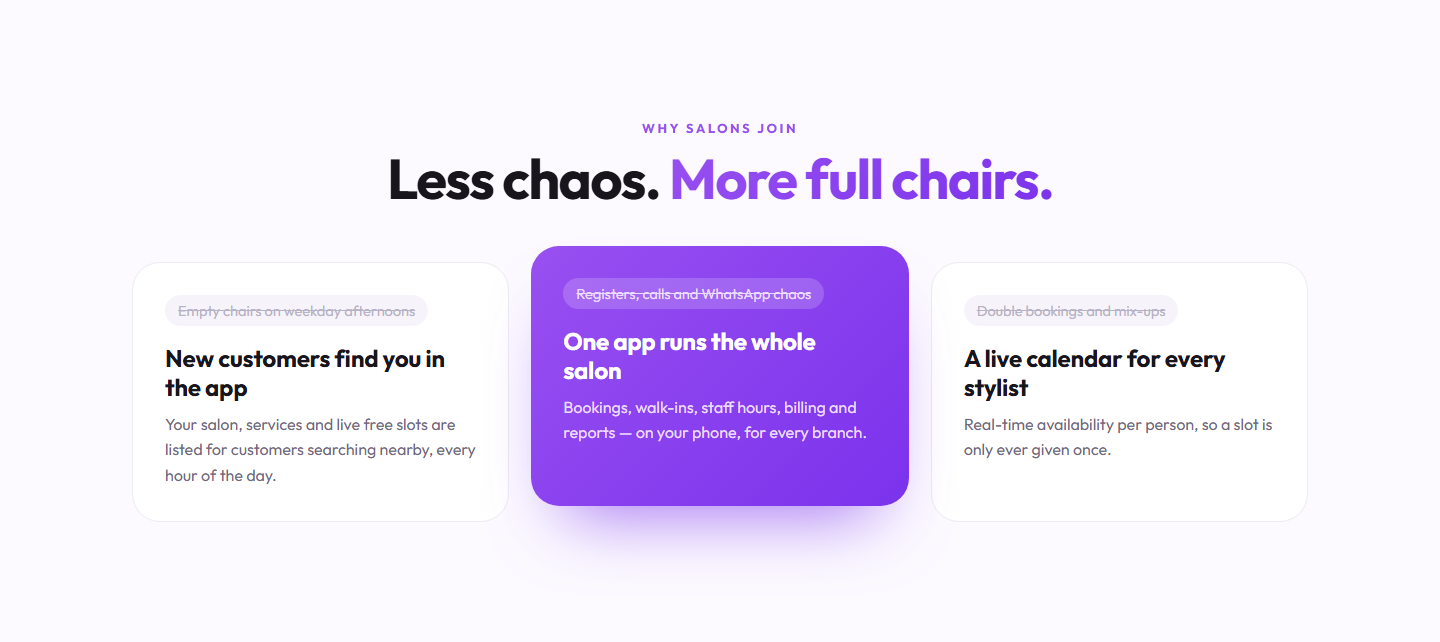 WHY SALONS JOIN
Less chaos. More full chairs.
Empty chairs on weekday afternoons
New customers find you in
the app
Your salon, services and live free slots are
listed for customers searching nearby, every
hour of the day.
Registers, calls and WhatsApp chaos
One app runs the whole
salon
Bookings, walk-ins, staff hours, billing and
reports — on your phone, for every branch.
Double bookings and mix-ups
A live calendar for every
stylist
Real-time availability per person, so a slot is
only ever given once.